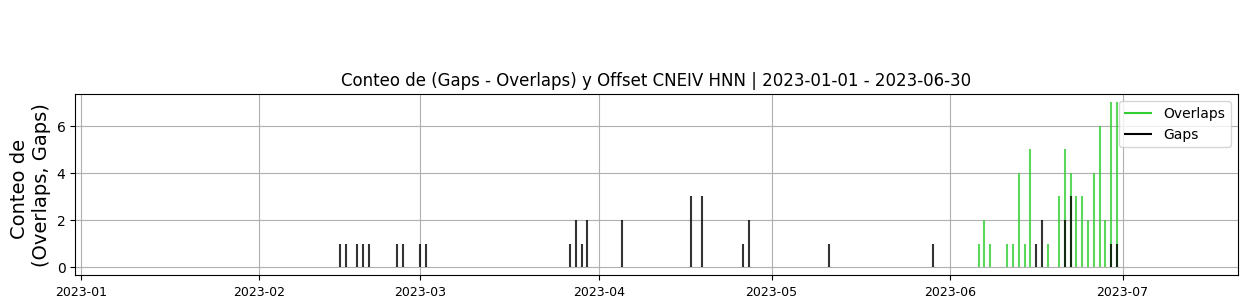 Conteo de (Gaps - Overlaps) y Offset CNEIV HNN | 2023-01-01 - 2023-06-30
Conteo de
(Overlaps, Gaps)
6
4
2
0
Overlaps
Gaps
2023-01
2023-02
2023-03
2023-04
2023-05
2023-06
2023-07